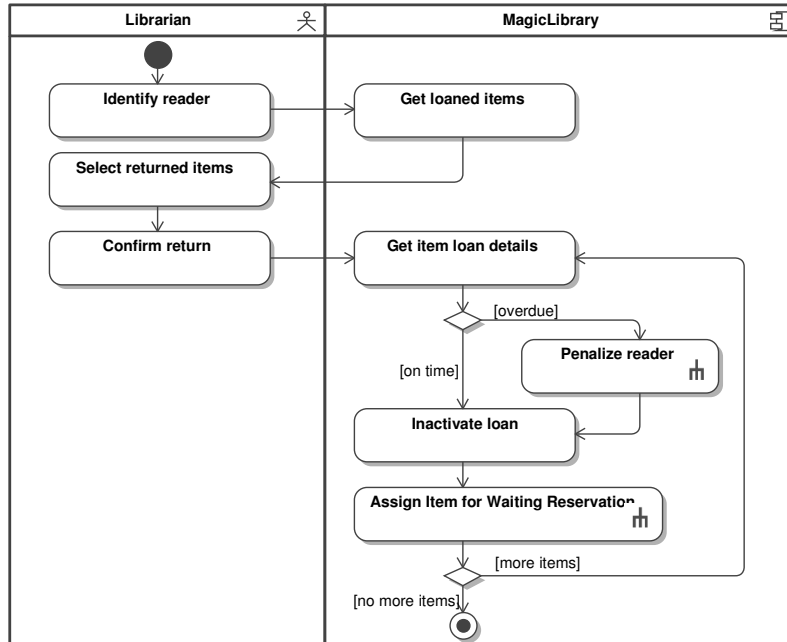 Librarian
MagicLibrary
Identify reader
Get loaned items
Select returned items
Confirm return
Get item loan details
[overdue]
Penalize reader
[on time]
Inactivate loan
Assign Item for Waiting Reservation
[more items]
[no more items]